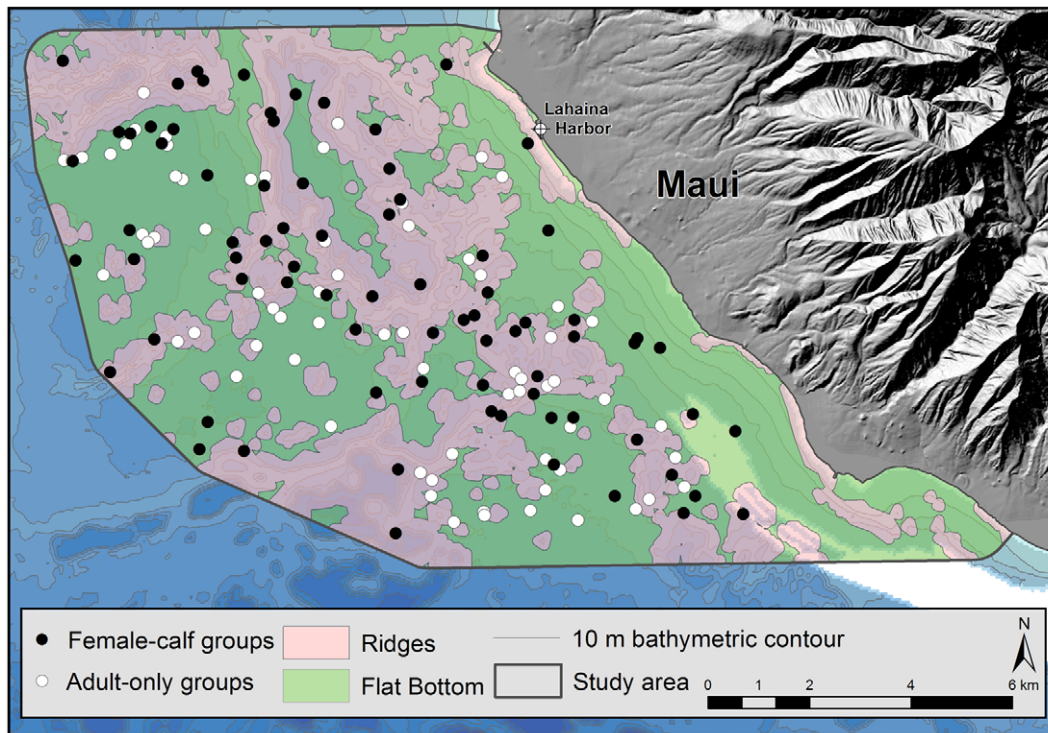 Lahaina
Harbor
Maui
Female-calf groups
Ridges
10 m bathymetric contour
N
Adult-only groups
Flat Bottom
Study area
0 1 2 4 6 km